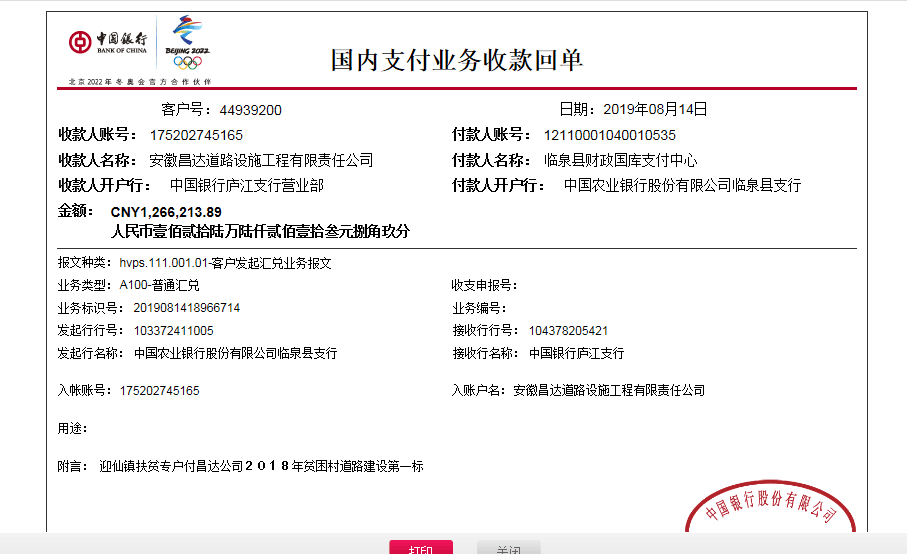 中国银行
BANK OF CHINA
BEIJING 2022
北京2022年冬奥会官方合作伙伴
国内支付业务收款回单
客户号：44939200 日期：2019年08月14日
收款人账号：175202745165 付款人账号：12110001040010535
收款人名称：安徽昌达道路设施工程有限责任公司 付款人名称：临泉县财政国库支付中心
收款人开户行：中国银行庐江支行营业部 付款人开户行：中国农业银行股份有限公司临泉县支行
金额：CNY1,266,213.89
人民币壹佰贰拾陆万陆仟贰佰壹拾叁元捌角玖分
报文种类：hvps.111.001.01-客户发起汇兑业务报文
业务类型：A100-普通汇兑 收支申报号：
业务标识号：2019081418966714 业务编号：
发起行行号：103372411005 接收行行号：104378205421
发起行名称：中国农业银行股份有限公司临泉县支行 接收行名称：中国银行庐江支行
入帐账号：175202745165 入账户名：安徽昌达道路设施工程有限责任公司
用途：
附言：迎仙镇扶贫专户付昌达公司２０１８年贫困村道路建设第一标
中国银行股份有限公司
打印 关闭